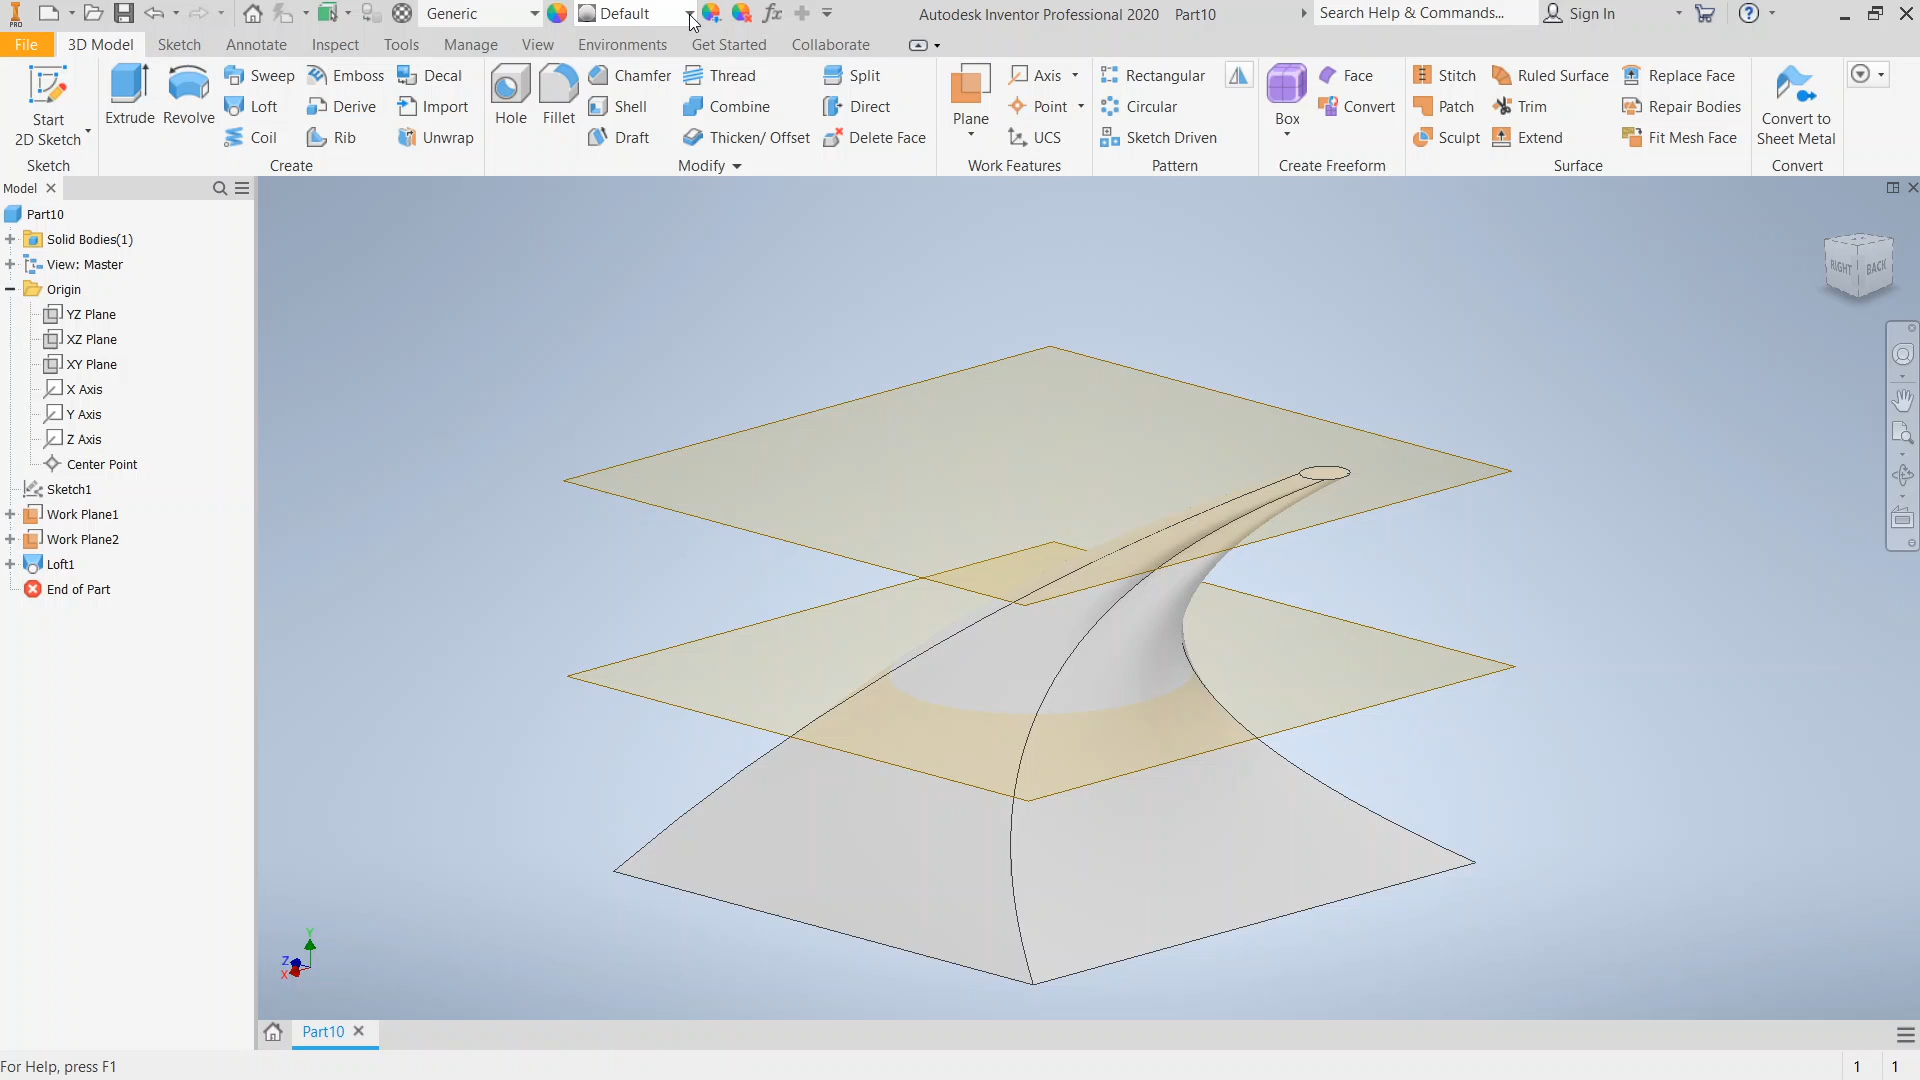 PRO
Generic
Default
fx
Autodesk Inventor Professional 2020 Part10
Search Help & Commands...
Sign In
File
3D Model
Sketch
Annotate
Inspect
Tools
Manage
View
Environments
Get Started
Collaborate
Start
2D Sketch
Sketch
Extrude
Revolve
Sweep
Loft
Coil
Emboss
Derive
Rib
Decal
Import
Unwrap
Create
Hole
Fillet
Chamfer
Shell
Draft
Thread
Combine
Thicken/ Offset
Split
Direct
Delete Face
Modify
Plane
Axis
Point
UCS
Work Features
Rectangular
Circular
Sketch Driven
Pattern
Box
Face
Convert
Create Freeform
Stitch
Patch
Sculpt
Ruled Surface
Trim
Extend
Replace Face
Repair Bodies
Fit Mesh Face
Surface
Convert to
Sheet Metal
Convert
Model
Part10
Solid Bodies(1)
View: Master
Origin
YZ Plane
XZ Plane
XY Plane
X Axis
Y Axis
Z Axis
Center Point
Sketch1
Work Plane1
Work Plane2
Loft1
End of Part
RIGHT
BACK
Y
Z
X
Part10
For Help, press F1
1
1